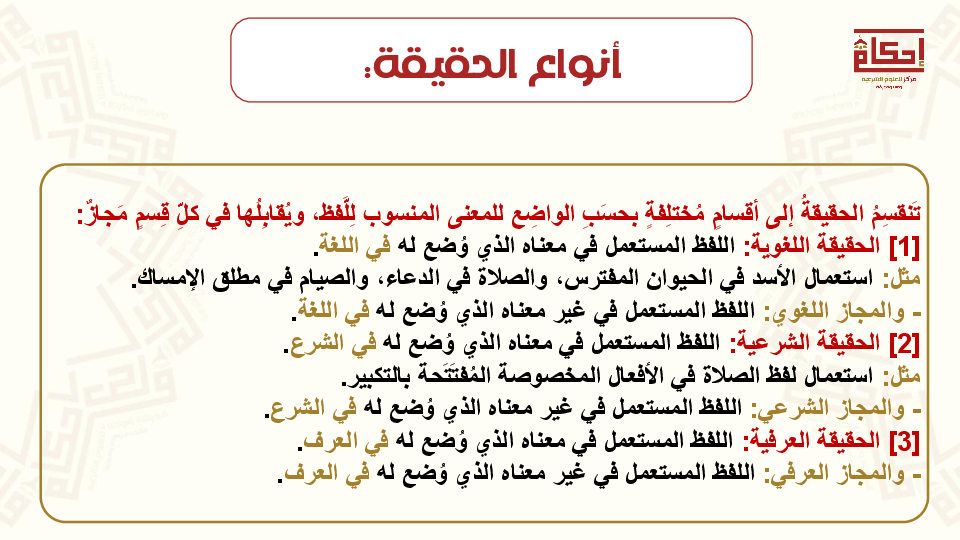 أنواع الحقيقة:
إحكام
مركز للعلوم الشرعية
تَنقسِمُ الحقيقةُ إلى أقسامٍ مُختلِفةٍ بحسَبِ الواضِعِ للمعنى المنسوب لِلَّفظ، ويُقابِلُها في كلِّ قِسمٍ مَجازٌ:
[1] الحقيقة اللغوية: اللفظ المستعمل في معناه الذي وُضع له في اللغة.
مثل: استعمال الأسد في الحيوان المفترس، والصلاة في الدعاء، والصيام في مطلق الإمساك.
- والمجاز اللغوي: اللفظ المستعمل في غير معناه الذي وُضع له في اللغة.
[2] الحقيقة الشرعية: اللفظ المستعمل في معناه الذي وُضع له في الشرع.
مثل: استعمال لفظ الصلاة في الأفعال المخصوصة المُفتَتَحة بالتكبير.
- والمجاز الشرعي: اللفظ المستعمل في غير معناه الذي وُضع له في الشرع.
[3] الحقيقة العرفية: اللفظ المستعمل في معناه الذي وُضع له في العرف.
- والمجاز العرفي: اللفظ المستعمل في غير معناه الذي وُضع له في العرف.